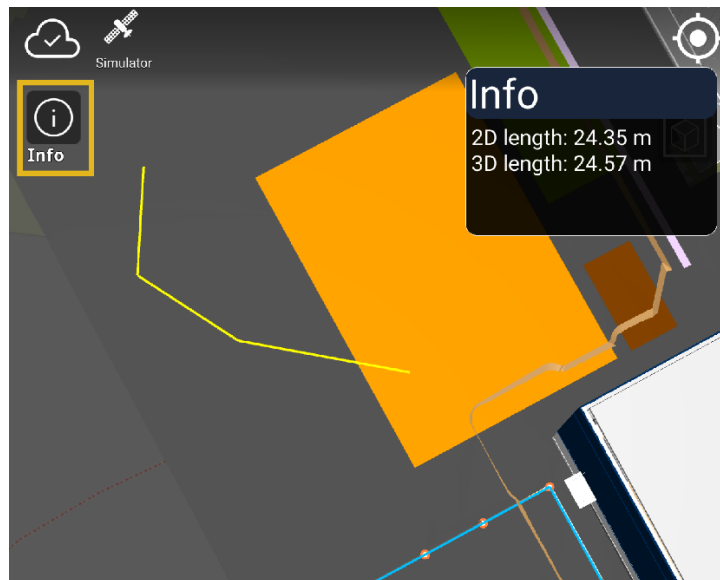 Simulator
Info
Info
2D length: 24.35 m
3D length: 24.57 m